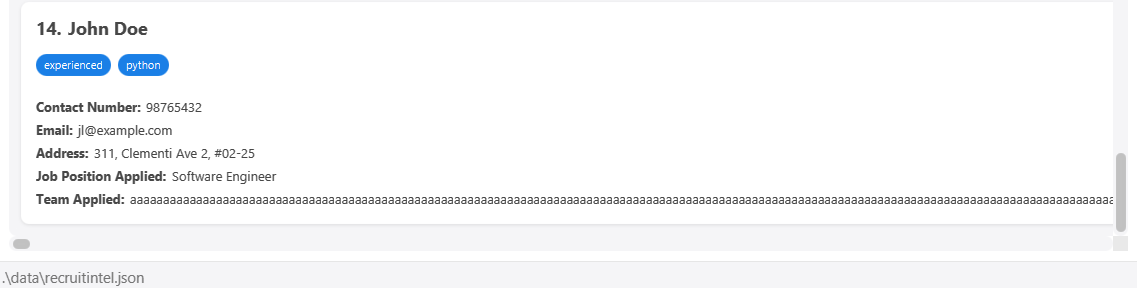 14. John Doe
experienced python
Contact Number: 98765432
Email: jl@example.com
Address: 311, Clementi Ave 2, #02-25
Job Position Applied: Software Engineer
Team Applied: aaaaaaaaaaaaaaaaaaaaaaaaaaaaaaaaaaaaaaaaaaaaaaaaaaaaaaaaaaaaaaaaaaaaaaaaaaaaaaaaaaaaaaaaaaaaaaaaaaaaaaaaaaaaaaaaaaaaaaaaaaaaaaaaaaaaaaaaaaaaaaaaaaaaaaaaa
.\data\recruitintel.json